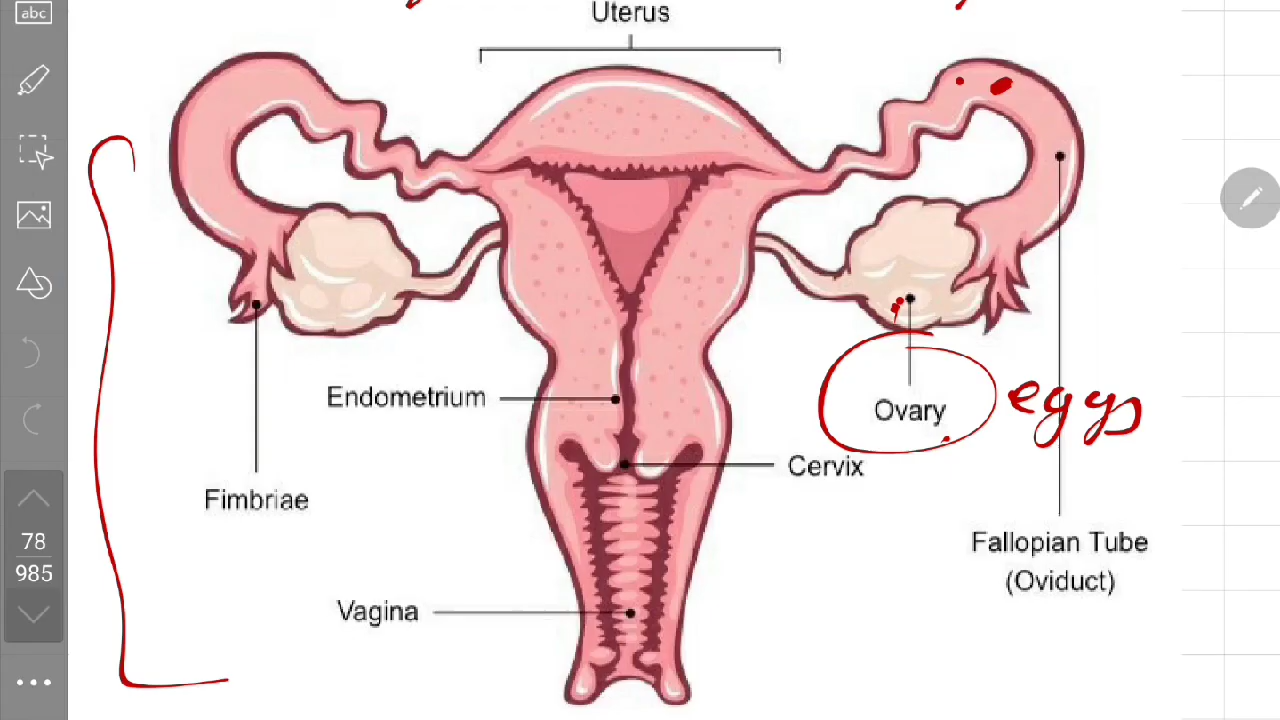 abc
Uterus
Endometrium
Ovary
eggs
Cervix
Fimbriae
78
985
Fallopian Tube
(Oviduct)
Vagina